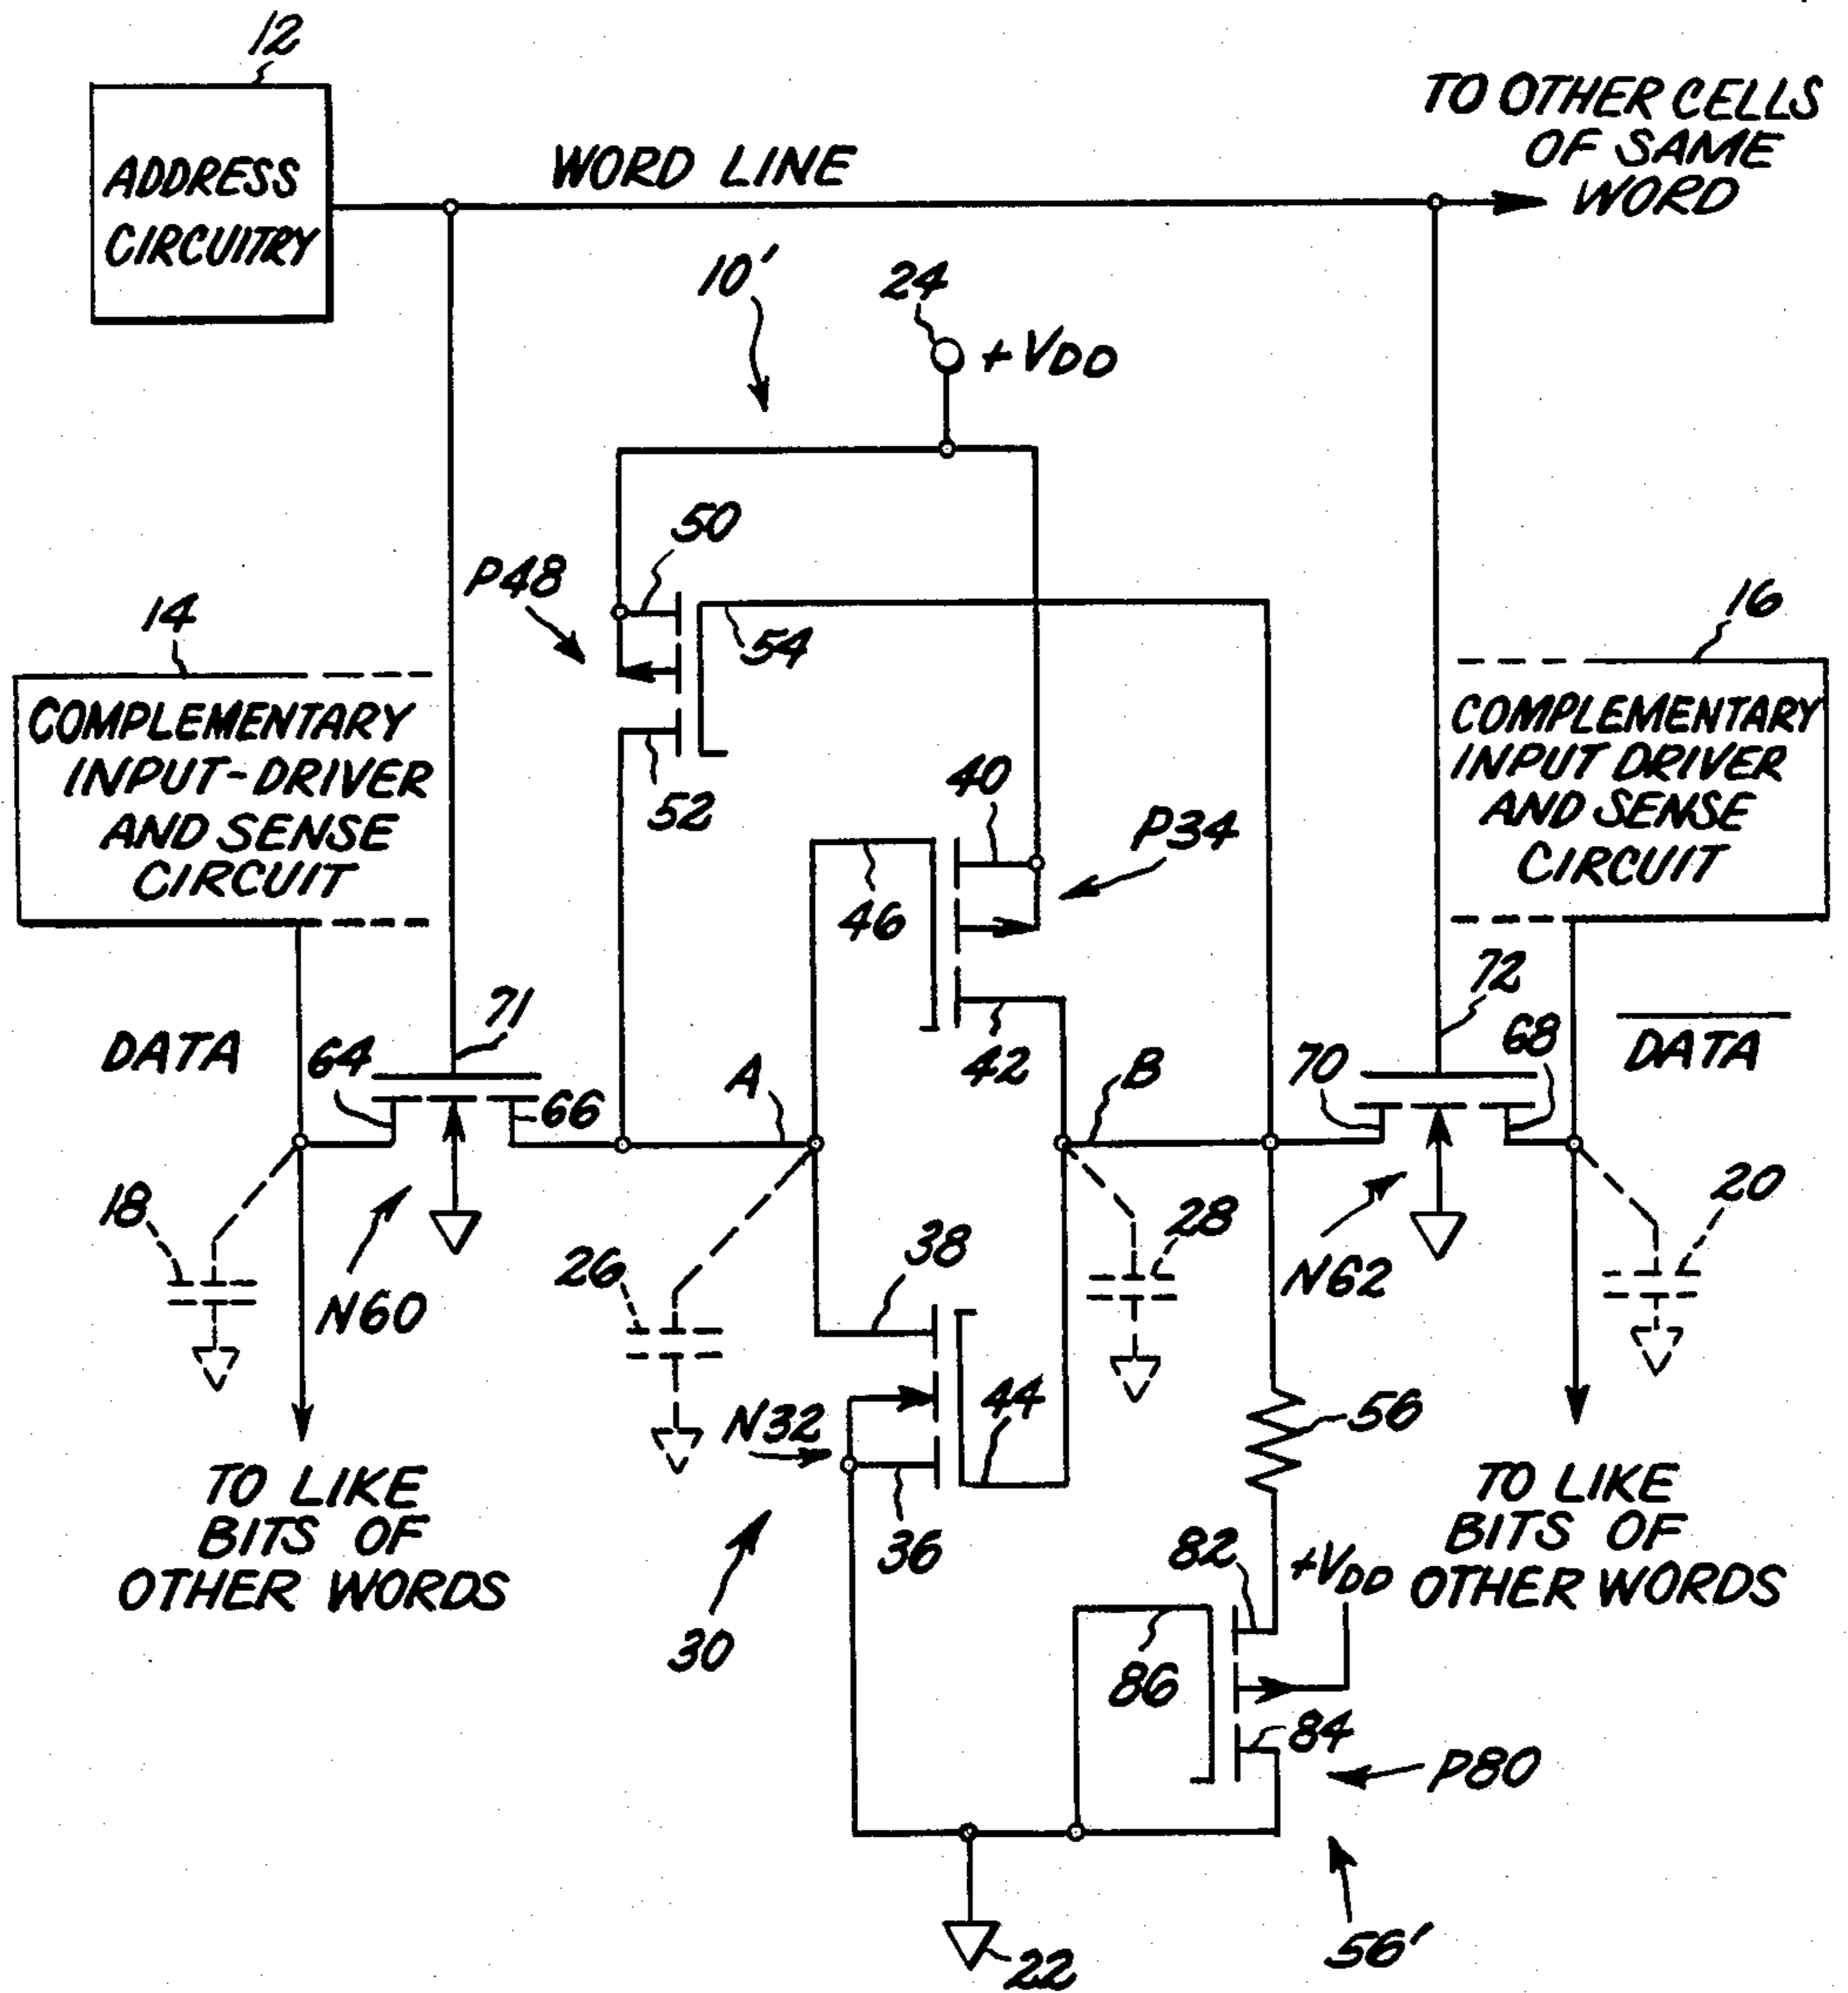 12
ADDRESS
CIRCUITRY
WORD LINE
TO OTHER CELLS
OF SAME
WORD
10'
24
+VDD
50
P48
54
52
14
COMPLEMENTARY
INPUT-DRIVER
AND SENSE
CIRCUIT
16
COMPLEMENTARY
INPUT DRIVER
AND SENSE
CIRCUIT
40
P34
46
42
DATA
64
71
66
A
B
70
72
68
DATA
18
N60
26
38
28
N62
20
N32
44
36
30
56
TO LIKE
BITS OF
OTHER WORDS
TO LIKE
BITS OF
OTHER WORDS
82
+VDD
86
84
P80
56'
22